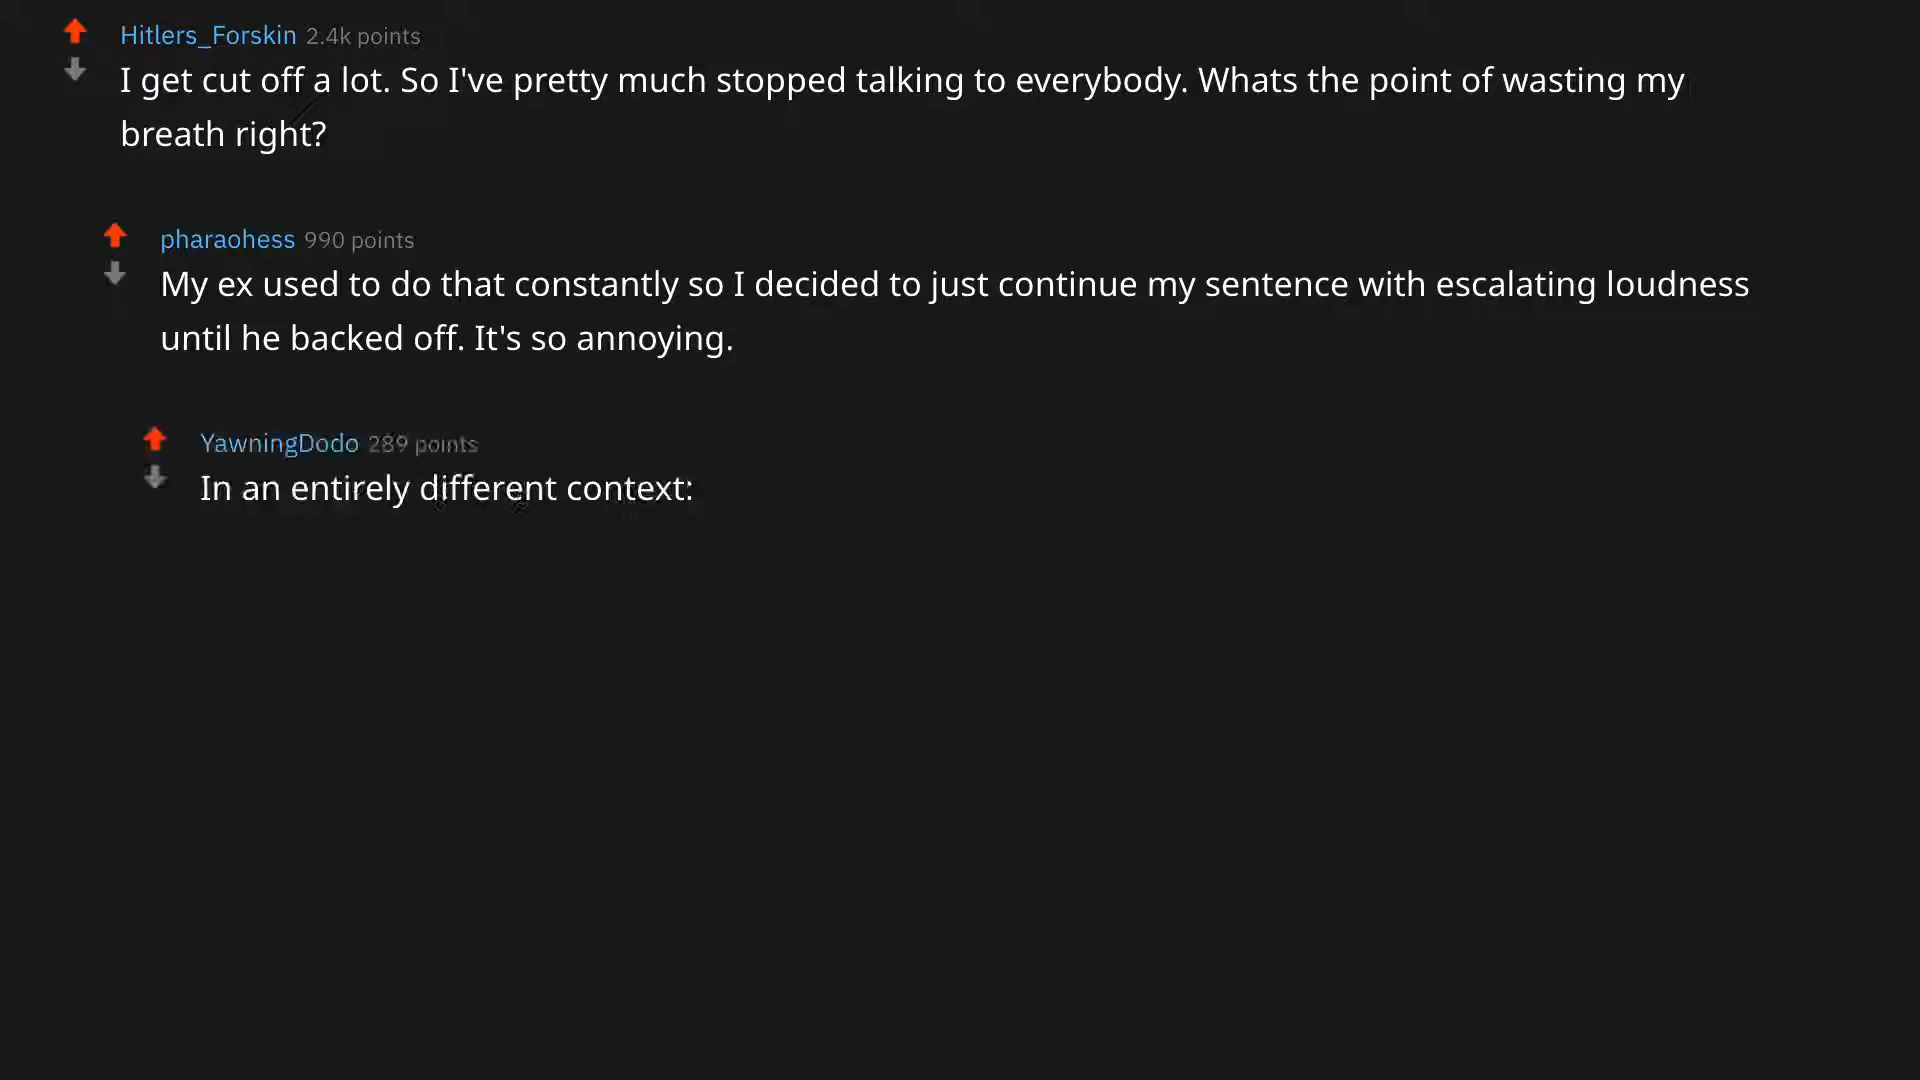 Hitlers_Forskin 2.4k points
I get cut off a lot. So I've pretty much stopped talking to everybody. Whats the point of wasting my
breath right?
pharaohess 990 points
My ex used to do that constantly so I decided to just continue my sentence with escalating loudness
until he backed off. It's so annoying.
YawningDodo 289 points
In an entirely different context: